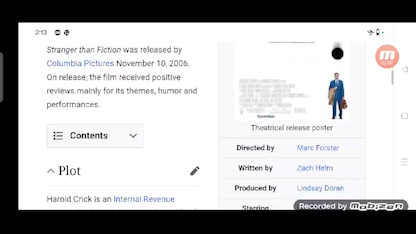 2:13
Stranger than Fiction was released by
Columbia Pictures November 10, 2006.
On release, the film received positive
reviews mainly for its themes, humor and
performances.
Contents
Plot
Harold Crick is an Internal Revenue
Theatrical release poster
Directed by Marc Forster
Written by Zach Helm
Produced by Lindsay Doran
Starring
Recorded by Mobizen